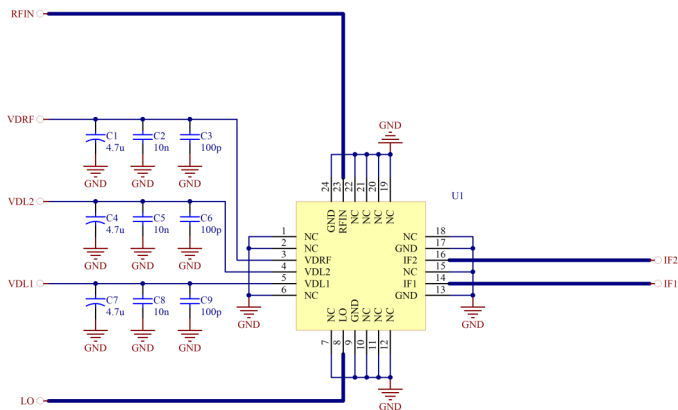 RFIN
GND
VDRF
C1
4.7u
C2
10n
C3
100p
GND
GND
GND
VDL2
C4
4.7u
C5
10n
C6
100p
GND
GND
GND
VDL1
C7
4.7u
C8
10n
C9
100p
GND
GND
GND
LO
U1
24 23 22 21 20 19
GND RFIN NC NC NC NC
1 NC
2 NC
3 VDRF
4 VDL2
5 VDL1
6 NC
NC 18
GND 17
IF2 16
NC 15
IF1 14
GND 13
NC LO GND NC NC NC
7 8 9 10 11 12
GND
GND
GND
IF2
IF1